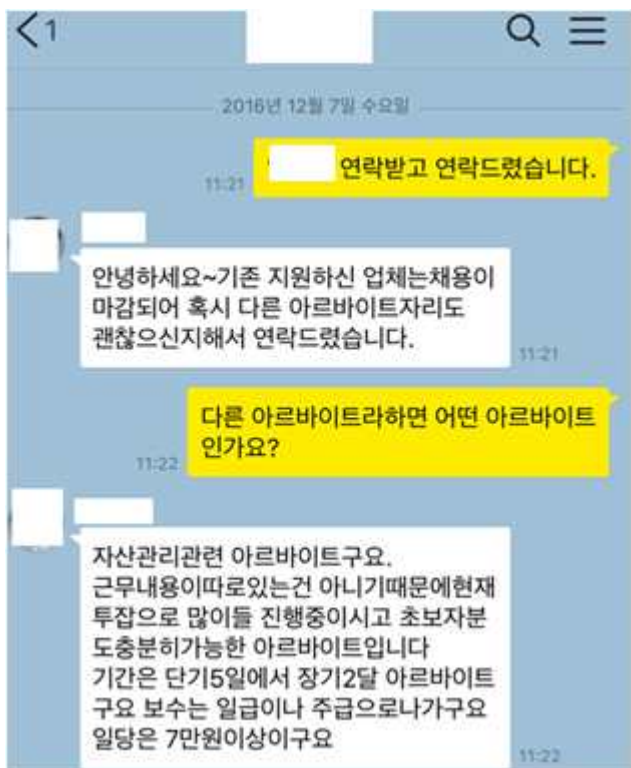 1
2016년 12월 7일 수요일
연락받고 연락드렸습니다.
11:21
안녕하세요~기존 지원하신 업체는채용이
마감되어 혹시 다른 아르바이트자리도
괜찮으신지해서 연락드렸습니다.
11:21
다른 아르바이트라하면 어떤 아르바이트
인가요?
11:22
자산관리관련 아르바이트구요.
근무내용이따로있는건 아니기때문에현재
투잡으로 많이들 진행중이시고 초보자분
도충분히가능한 아르바이트입니다
기간은 단기5일에서 장기2달 아르바이트
구요 보수는 일급이나 주급으로나가구요
일당은 7만원이상이구요
11:22